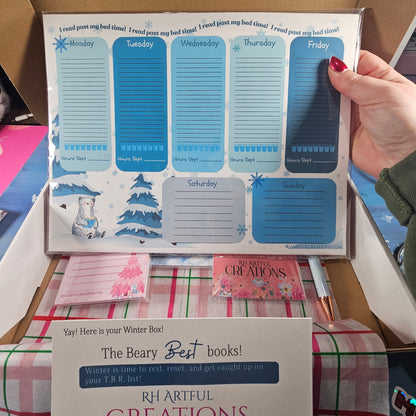 I read past my bed time! I read past my bed time! I read past my bed time! I read past my bed time!
Monday Tuesday Wednesday Thursday Friday
Hours Slept Hours Slept Hours Slept Hours Slept Hours Slept
Saturday Sunday
RHARTFULCREATIONS.COM
RH ARTFUL
CREATIONS
Yay! Here is your Winter Box!
The Beary Best books!
Winter is time to rest, reset, and get caught up on
your T.B.R. list!
RH ARTFUL
CREATIONS